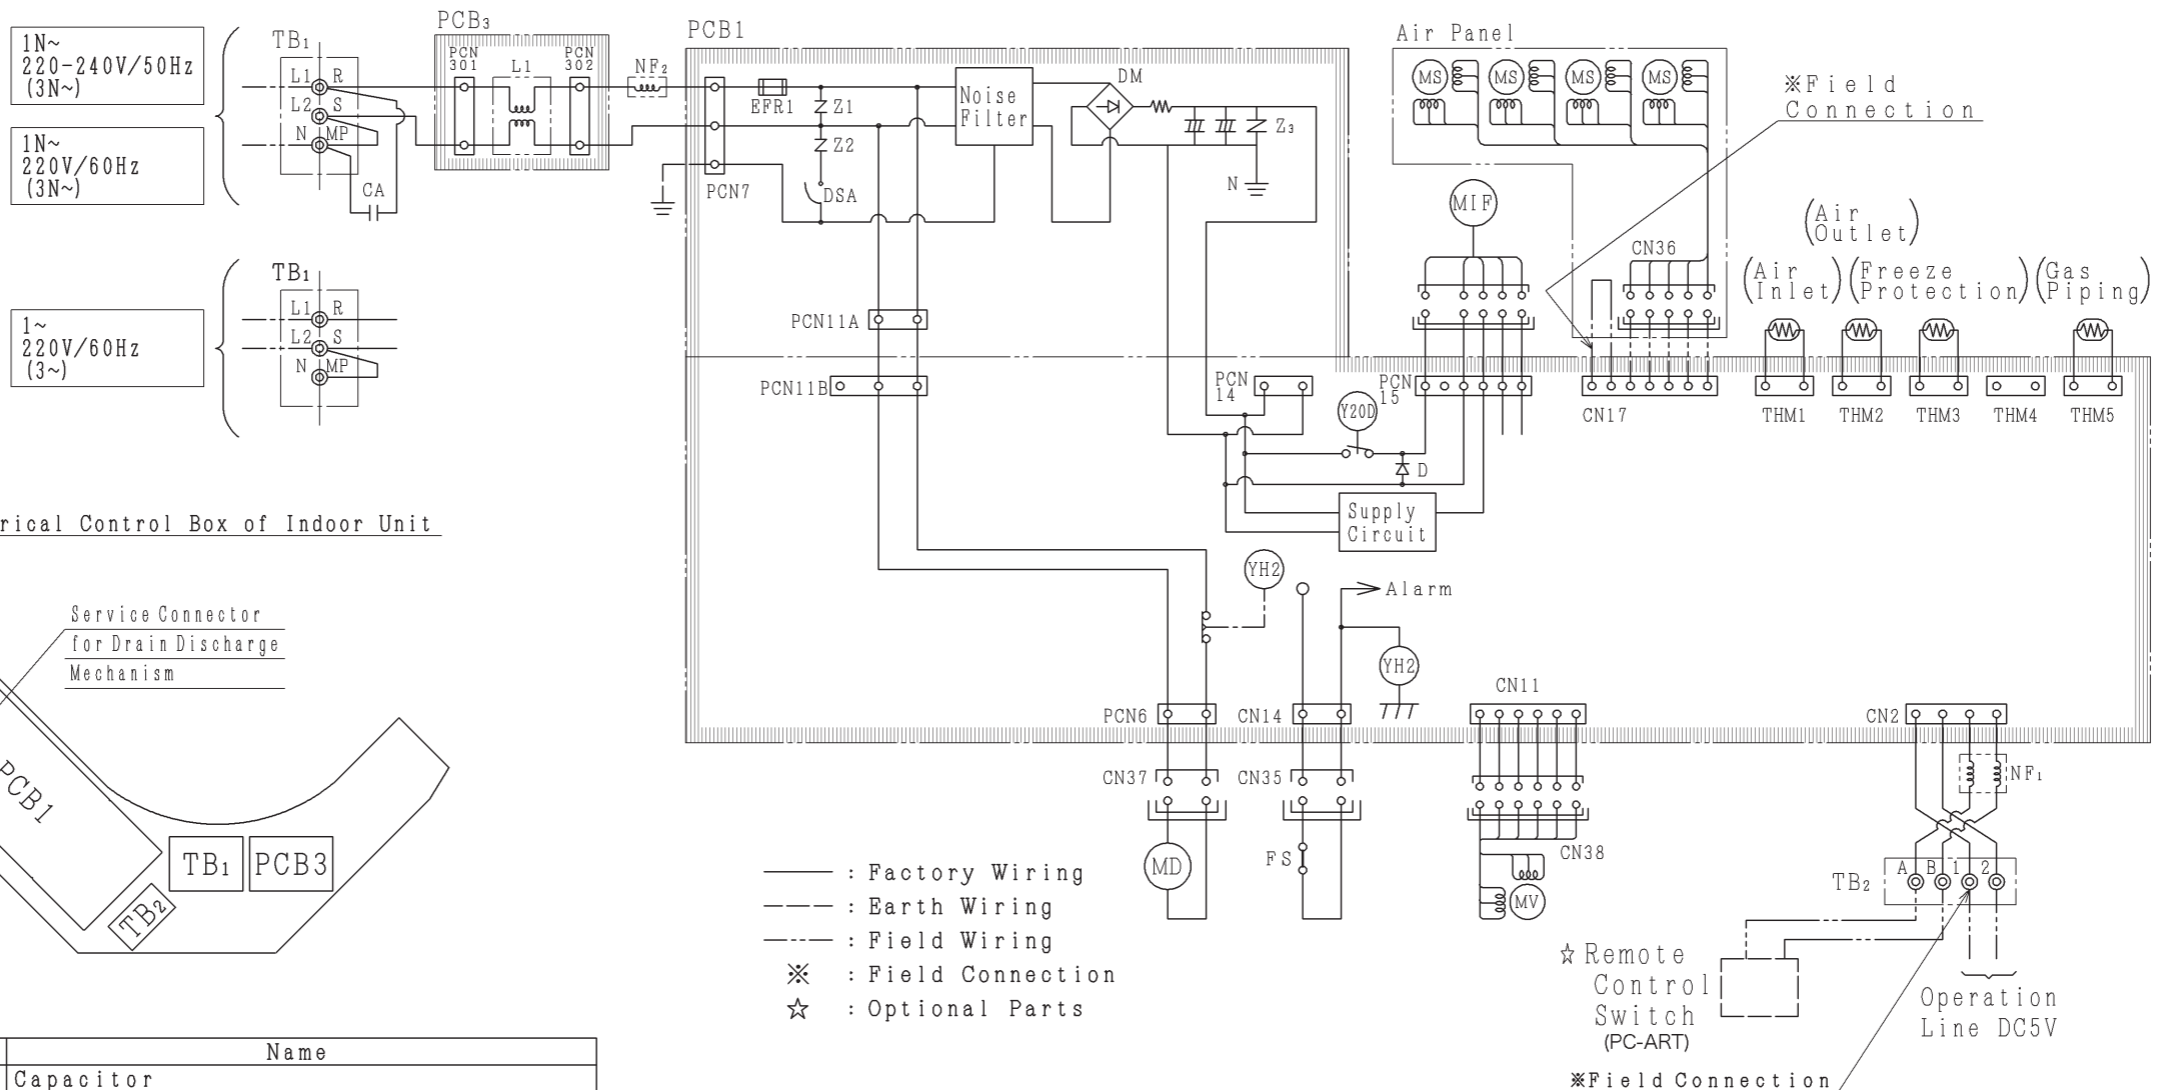 1N~
220-240V/50Hz
(3N~)
1N~
220V/60Hz
(3N~)
TB₁
L1 R
L2 S
N MP
CA
1~
220V/60Hz
(3~)
TB₁
L1 R
L2 S
N MP
PCB₃
PCN
301
L1
PCN
302
NF₂
PCB1
PCN7
EFR1
Z1
Z2
DSA
Noise
Filter
DM
Z₃
N
PCN11A
PCN11B
PCN
14
PCN
15
Y20D
D
Supply
Circuit
Air Panel
MS
MS
MS
MS
MIF
CN36
CN17
※Field
Connection
(Air
Outlet)
(Air
Inlet)
(Freeze
Protection)
(Gas
Piping)
THM1
THM2
THM3
THM4
THM5
rical Control Box of Indoor Unit
Service Connector
for Drain Discharge
Mechanism
PCB1
TB₁
PCB3
TB₂
YH2
Alarm
YH2
PCN6
CN14
CN11
CN2
CN37
CN35
NF₁
MD
FS
CN38
MV
TB₂
A B 1 2
: Factory Wiring
: Earth Wiring
: Field Wiring
※ : Field Connection
☆ : Optional Parts
☆Remote
Control
Switch
(PC-ART)
Operation
Line DC5V
※Field Connection
Name
Capacitor